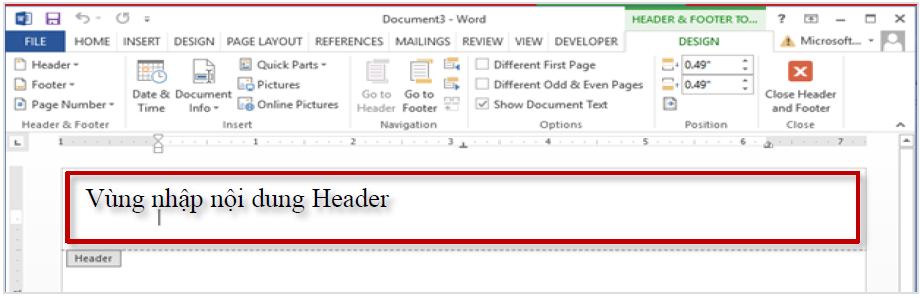 Document3 - Word
HEADER & FOOTER TO...
?
FILE HOME INSERT DESIGN PAGE LAYOUT REFERENCES MAILINGS REVIEW VIEW DEVELOPER DESIGN Microsoft...
Header
Footer
Page Number
Header & Footer
Date & Time
Document Info
Quick Parts
Pictures
Online Pictures
Insert
Go to Header
Go to Footer
Navigation
Different First Page
Different Odd & Even Pages
Show Document Text
Options
0.49"
0.49"
Position
Close Header and Footer
Close
1 1 2 3 4 5 6 7
Vùng nhập nội dung Header
Header